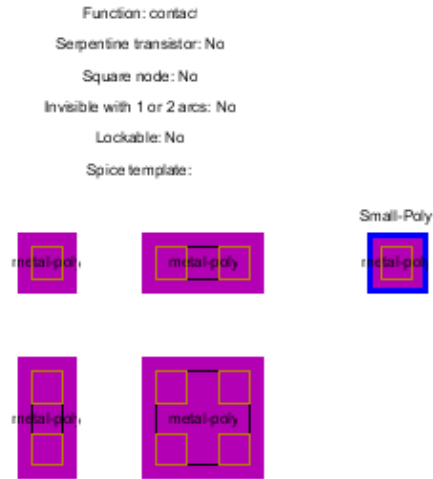 Function: contact
Serpentine transistor: No
Square node: No
Invisible with 1 or 2 arcs: No
Lockable: No
Spice template:
Small-Poly
metal-poly metal-poly metal-poly
metal-poly metal-poly